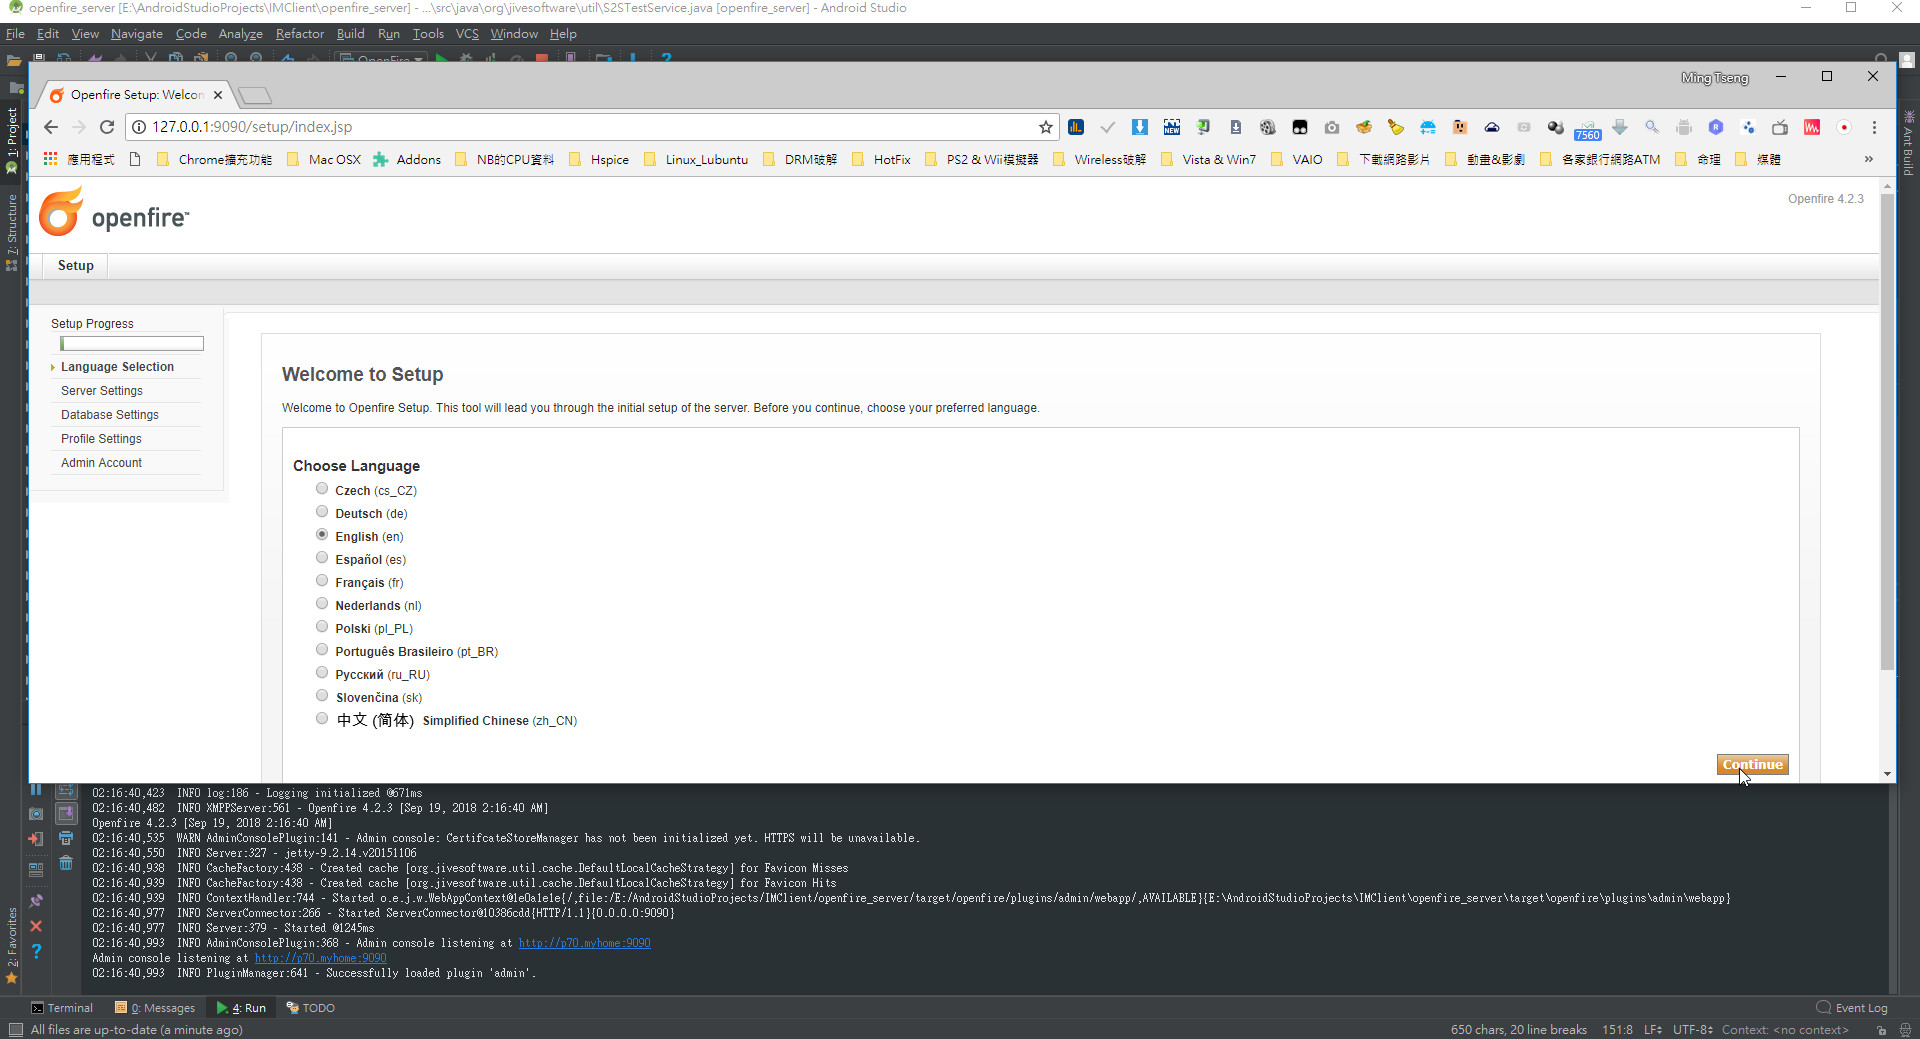 openfire_server [E:\AndroidStudioProjects\IMClient\openfire_server] - ...\src\java\org\jivesoftware\util\S2STestService.java [openfire_server] - Android Studio
File Edit View Navigate Code Analyze Refactor Build Run Tools VCS Window Help
OpenFire
Ming Tseng
Openfire Setup: Welcon
127.0.0.1:9090/setup/index.jsp
NEW
7560
應用程式 Chrome擴充功能 Mac OSX Addons NB的CPU資料 Hspice Linux_Lubuntu DRM破解 HotFix PS2 & Wii模擬器 Wireless破解 Vista & Win7 VAIO 下載網路影片 動畫&影劇 各家銀行網路ATM 命理 媒體 »
1: Project
7: Structure
2: Favorites
Ant Build
openfire™
Openfire 4.2.3
Setup
Setup Progress
Language Selection
Server Settings
Database Settings
Profile Settings
Admin Account
Welcome to Setup
Welcome to Openfire Setup. This tool will lead you through the initial setup of the server. Before you continue, choose your preferred language.
Choose Language
Czech (cs_CZ)
Deutsch (de)
English (en)
Español (es)
Français (fr)
Nederlands (nl)
Polski (pl_PL)
Português Brasileiro (pt_BR)
Русский (ru_RU)
Slovenčina (sk)
中文 (简体) Simplified Chinese (zh_CN)
Continue
02:16:40,423 INFO log:186 - Logging initialized @671ms
02:16:40,482 INFO XMPPServer:561 - Openfire 4.2.3 [Sep 19, 2018 2:16:40 AM]
Openfire 4.2.3 [Sep 19, 2018 2:16:40 AM]
02:16:40,535 WARN AdminConsolePlugin:141 - Admin console: CertifcateStoreManager has not been initialized yet. HTTPS will be unavailable.
02:16:40,550 INFO Server:327 - jetty-9.2.14.v20151106
02:16:40,938 INFO CacheFactory:438 - Created cache [org.jivesoftware.util.cache.DefaultLocalCacheStrategy] for Favicon Misses
02:16:40,939 INFO CacheFactory:438 - Created cache [org.jivesoftware.util.cache.DefaultLocalCacheStrategy] for Favicon Hits
02:16:40,939 INFO ContextHandler:744 - Started o.e.j.w.WebAppContext@1e0a1e1e{/,file:/E:/AndroidStudioProjects/IMClient/openfire_server/target/openfire/plugins/admin/webapp/,AVAILABLE}{E:\AndroidStudioProjects\IMClient\openfire_server\target\openfire\plugins\admin\webapp}
02:16:40,977 INFO ServerConnector:266 - Started ServerConnector@10386cdd{HTTP/1.1}{0.0.0.0:9090}
02:16:40,977 INFO Server:379 - Started @1245ms
02:16:40,993 INFO AdminConsolePlugin:368 - Admin console listening at http://p70.myhome:9090
Admin console listening at http://p70.myhome:9090
02:16:40,993 INFO PluginManager:641 - Successfully loaded plugin 'admin'.
Terminal 0: Messages 4: Run TODO Event Log
All files are up-to-date (a minute ago) 650 chars, 20 line breaks 151:8 LF UTF-8 Context: <no context>